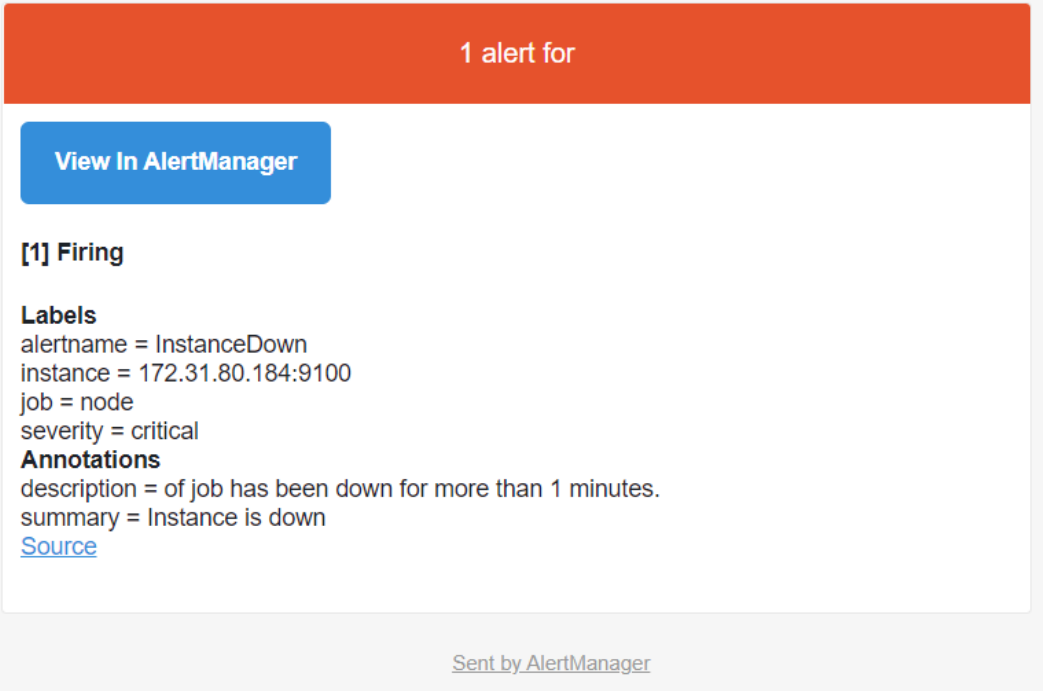 1 alert for
View In AlertManager
[1] Firing
Labels
alertname = InstanceDown
instance = 172.31.80.184:9100
job = node
severity = critical
Annotations
description = of job has been down for more than 1 minutes.
summary = Instance is down
Source
Sent by AlertManager